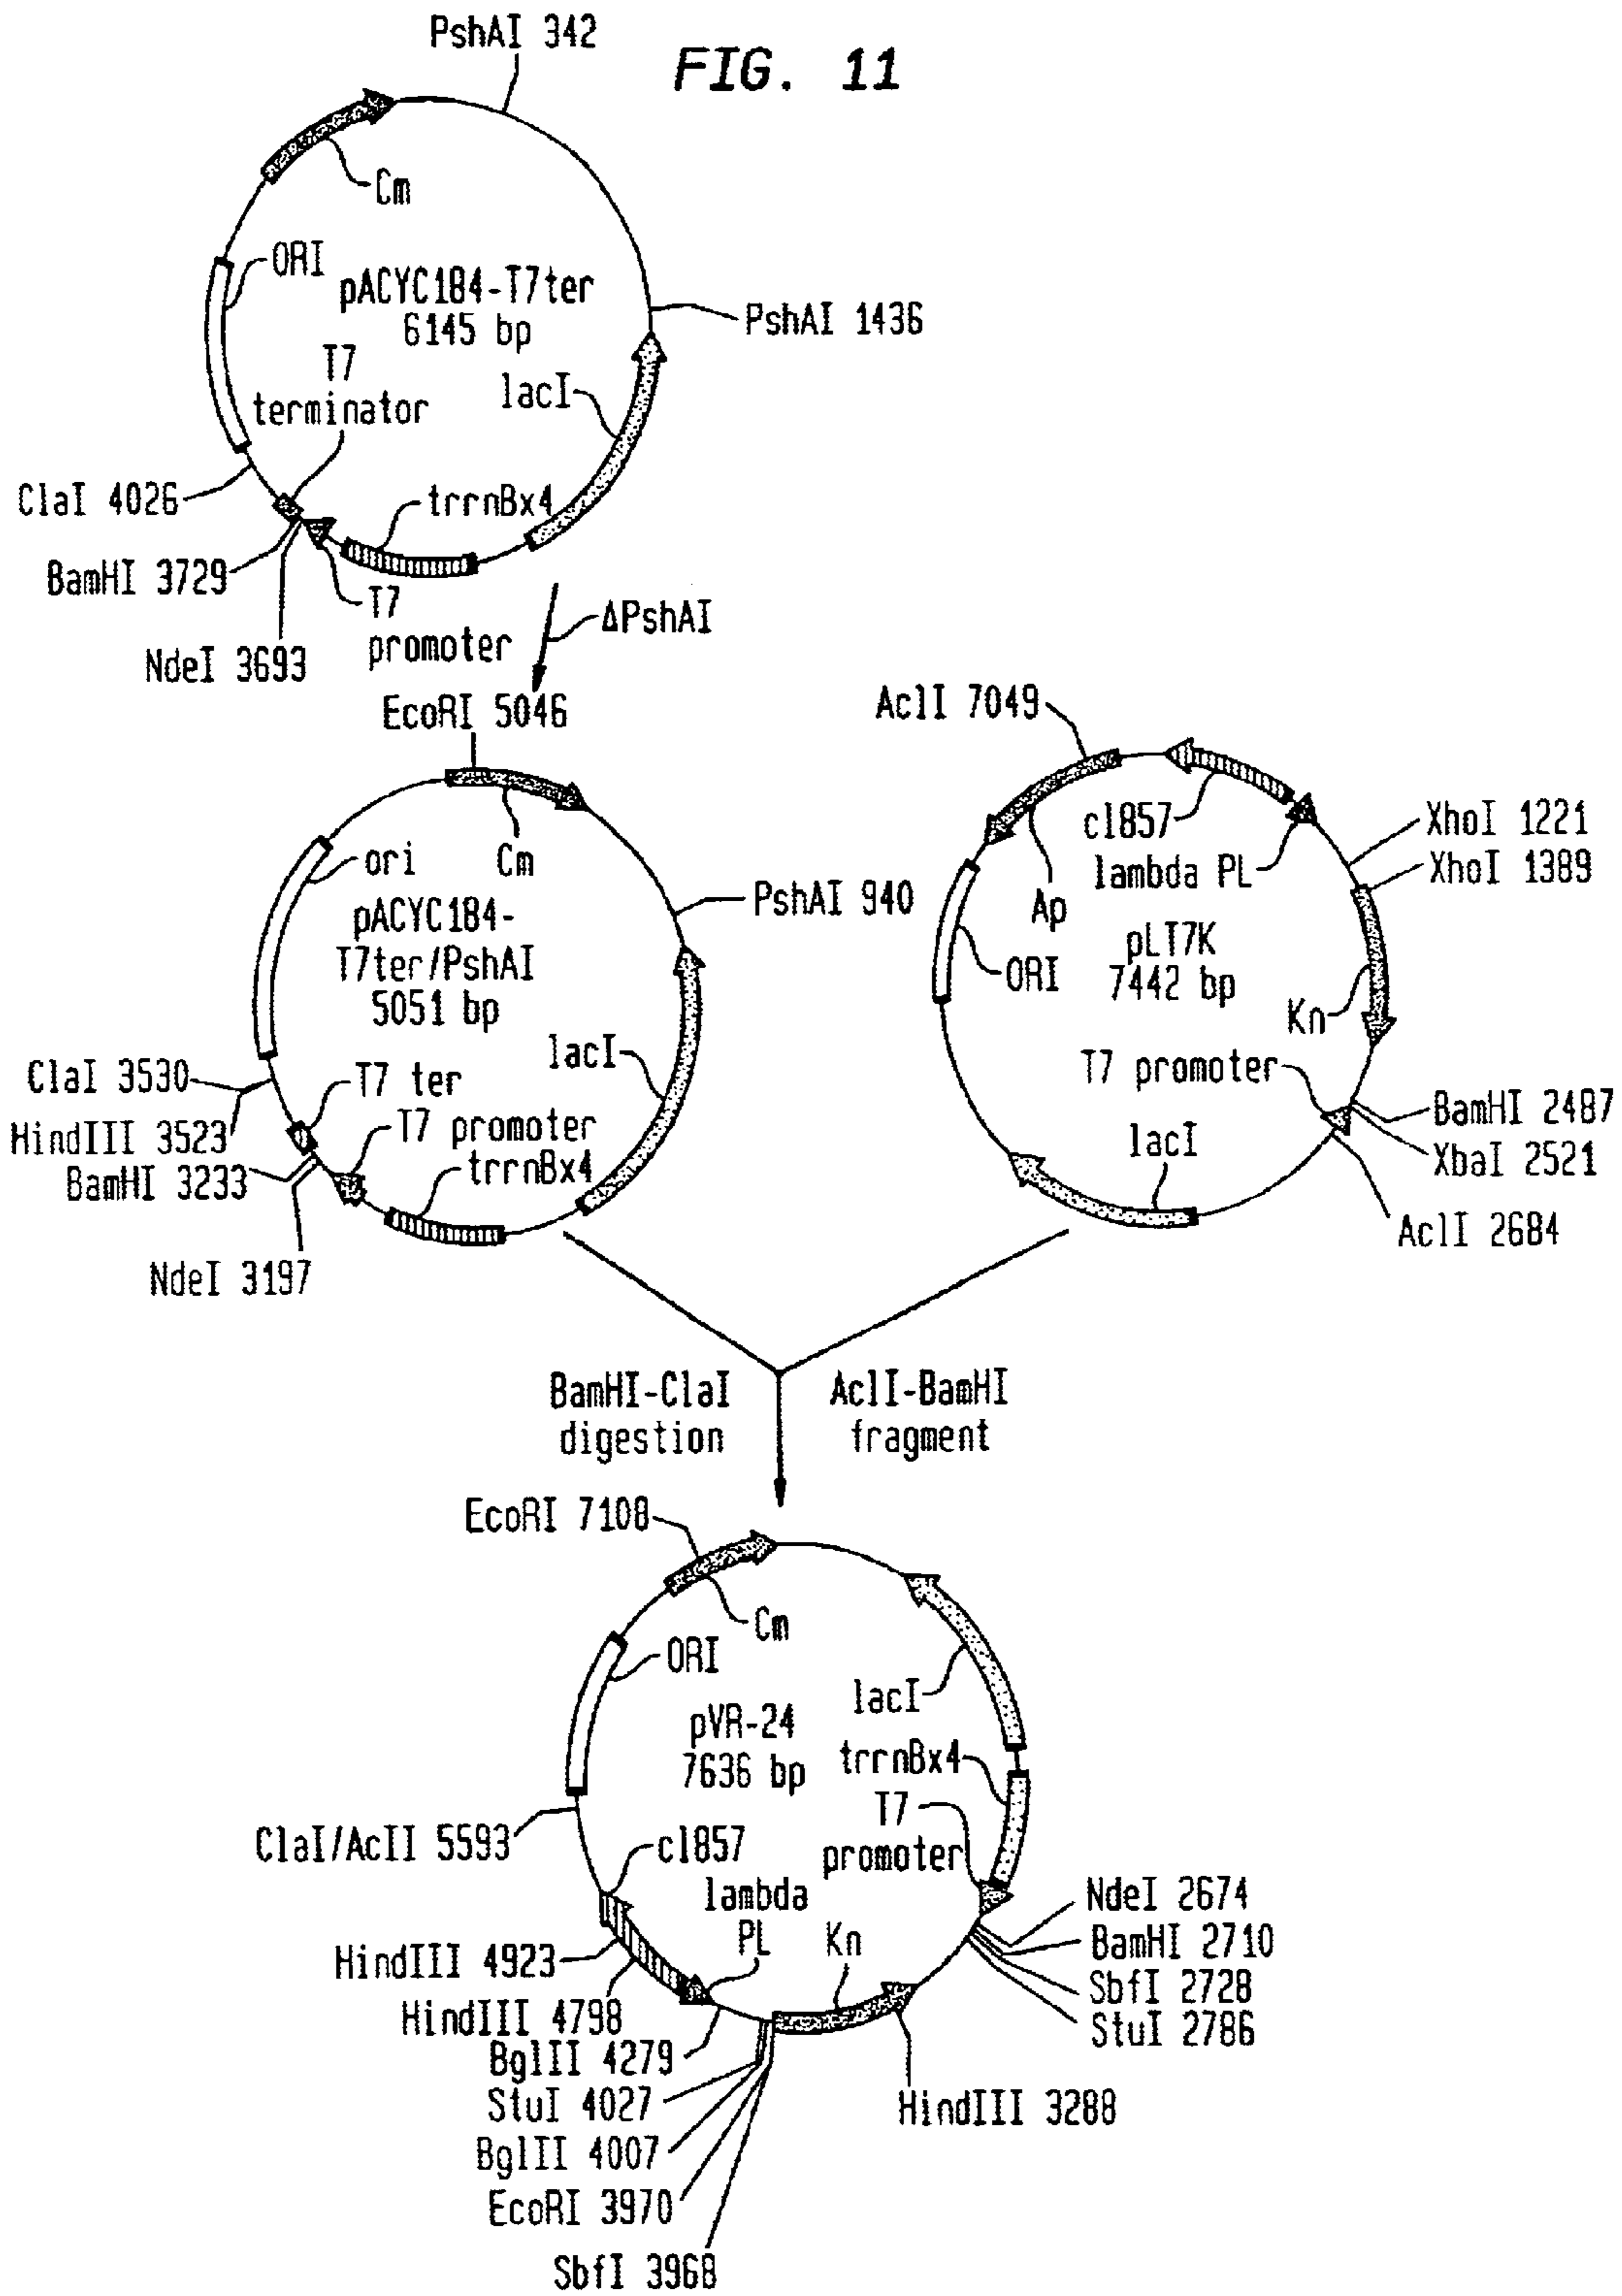 FIG. 11
PshAI 342
Cm
ORI
pACYC184-T7ter
6145 bp
PshAI 1436
T7
terminator
lacI
ClaI 4026
trrnBx4
BamHI 3729
T7
promoter
NdeI 3693
ΔPshAI
EcoRI 5046
Cm
ori
pACYC184-
T7ter/PshAI
5051 bp
PshAI 940
lacI
ClaI 3530
T7 ter
HindIII 3523
T7 promoter
BamHI 3233
trrnBx4
NdeI 3197
AclI 7049
cl857
XhoI 1221
lambda PL
XhoI 1389
Ap
pLT7K
7442 bp
ORI
Kn
T7 promoter
BamHI 2487
lacI
XbaI 2521
AclI 2684
BamHI-ClaI
digestion
AclI-BamHI
fragment
EcoRI 7108
Cm
ORI
lacI
pVR-24
7636 bp
trrnBx4
T7
promoter
ClaI/AcII 5593
cl857
lambda
PL
Kn
NdeI 2674
BamHI 2710
SbfI 2728
StuI 2786
HindIII 4923
HindIII 4798
BglII 4279
StuI 4027
HindIII 3288
BglII 4007
EcoRI 3970
SbfI 3968